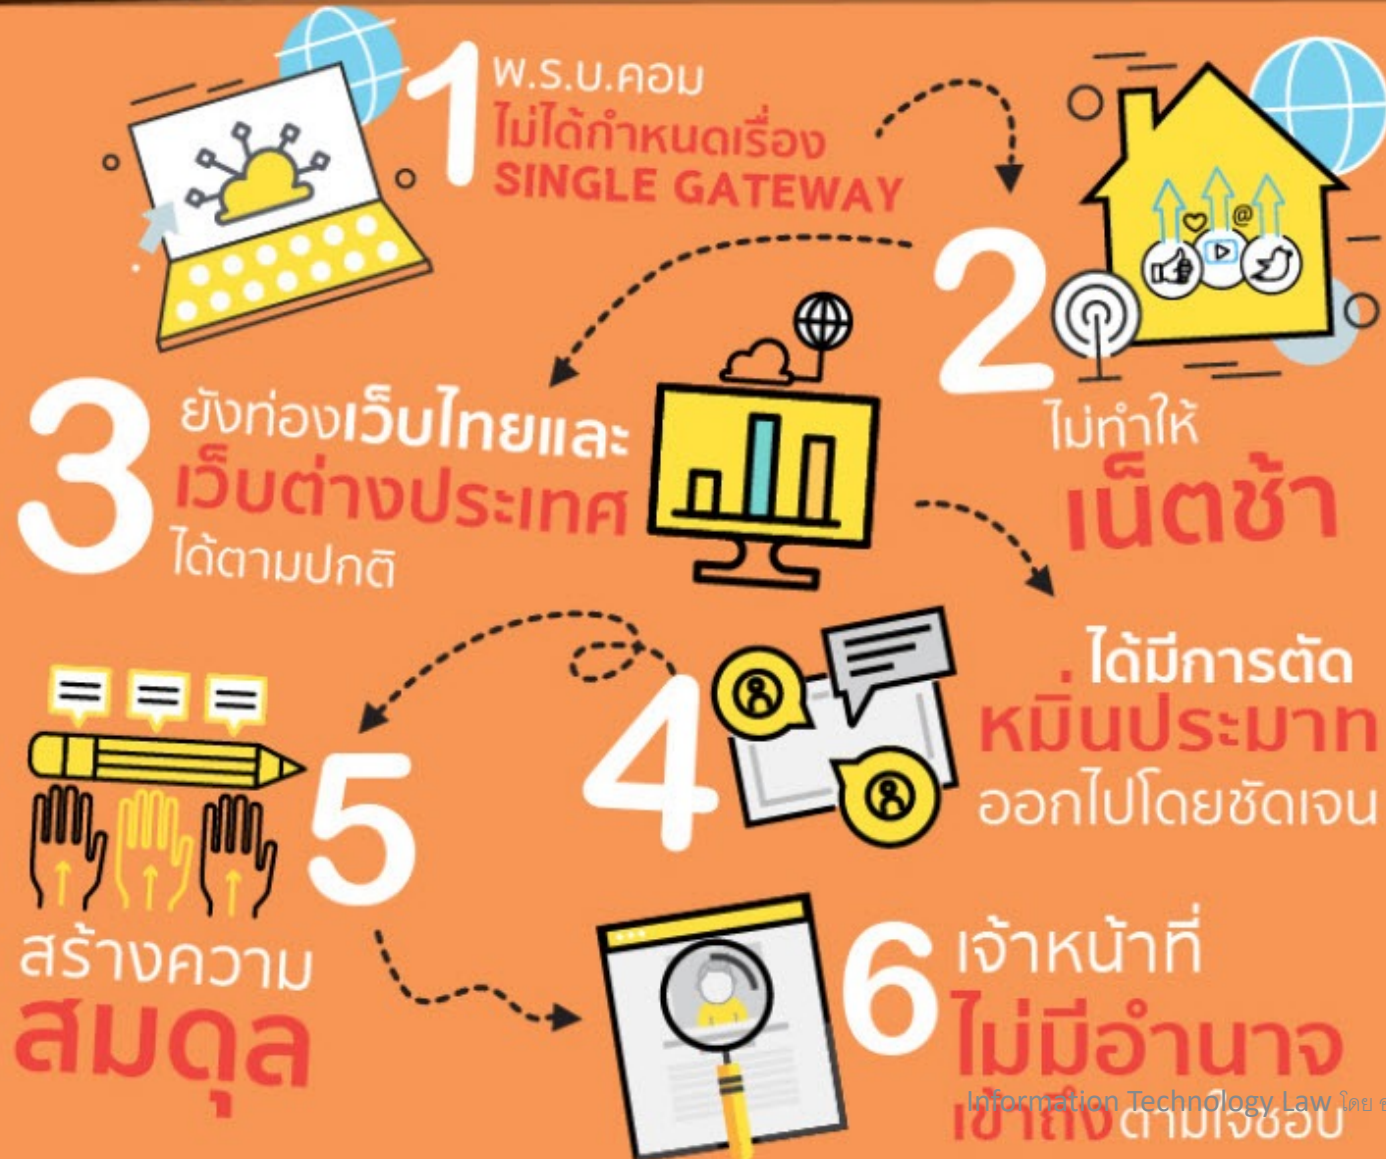 1
พ.ร.บ.คอม
ไม่ได้กำหนดเรื่อง
SINGLE GATEWAY
2
ไม่ทำให้
เน็ตช้า
3
ยังท่องเว็บไทยและ
เว็บต่างประเทศ
ได้ตามปกติ
4
ได้มีการตัด
หมิ่นประมาท
ออกไปโดยชัดเจน
5
สร้างความ
สมดุล
6
เจ้าหน้าที่
ไม่มีอำนาจ
เข้าถึงตามใจชอบ
Information Technology Law โดย
@